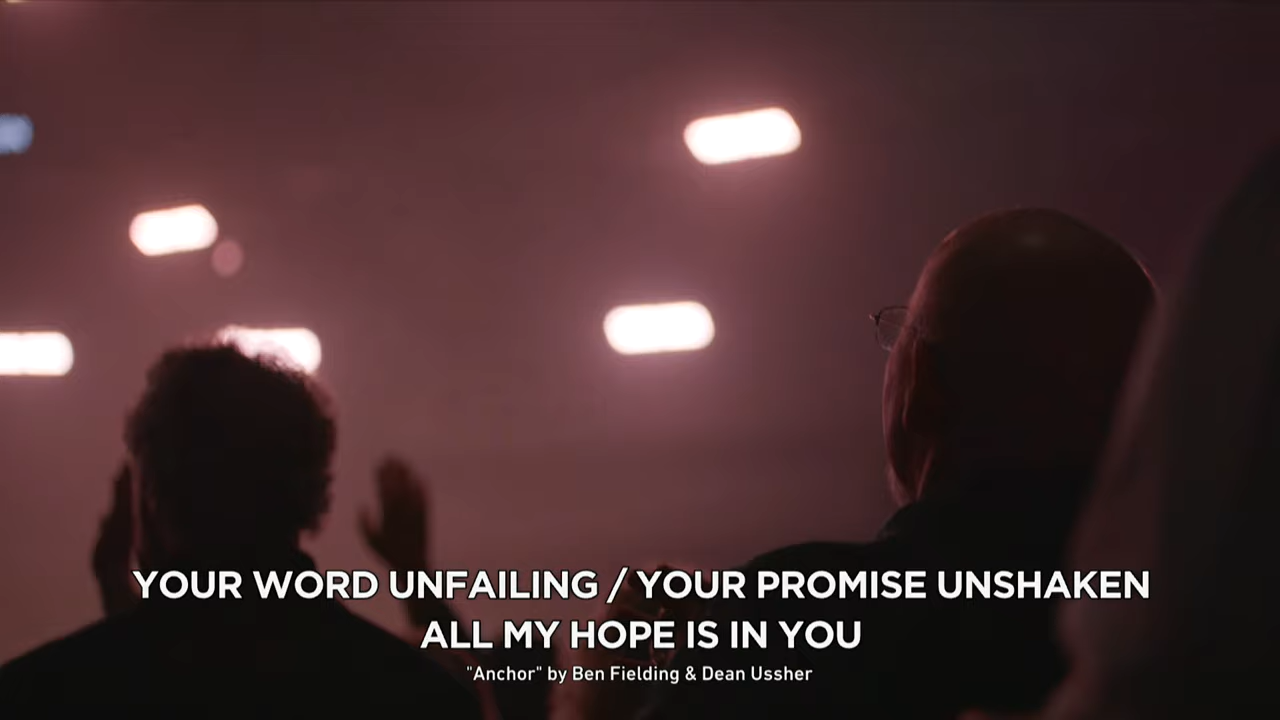 YOUR WORD UNFAILING / YOUR PROMISE UNSHAKEN
ALL MY HOPE IS IN YOU
"Anchor" by Ben Fielding & Dean Ussher